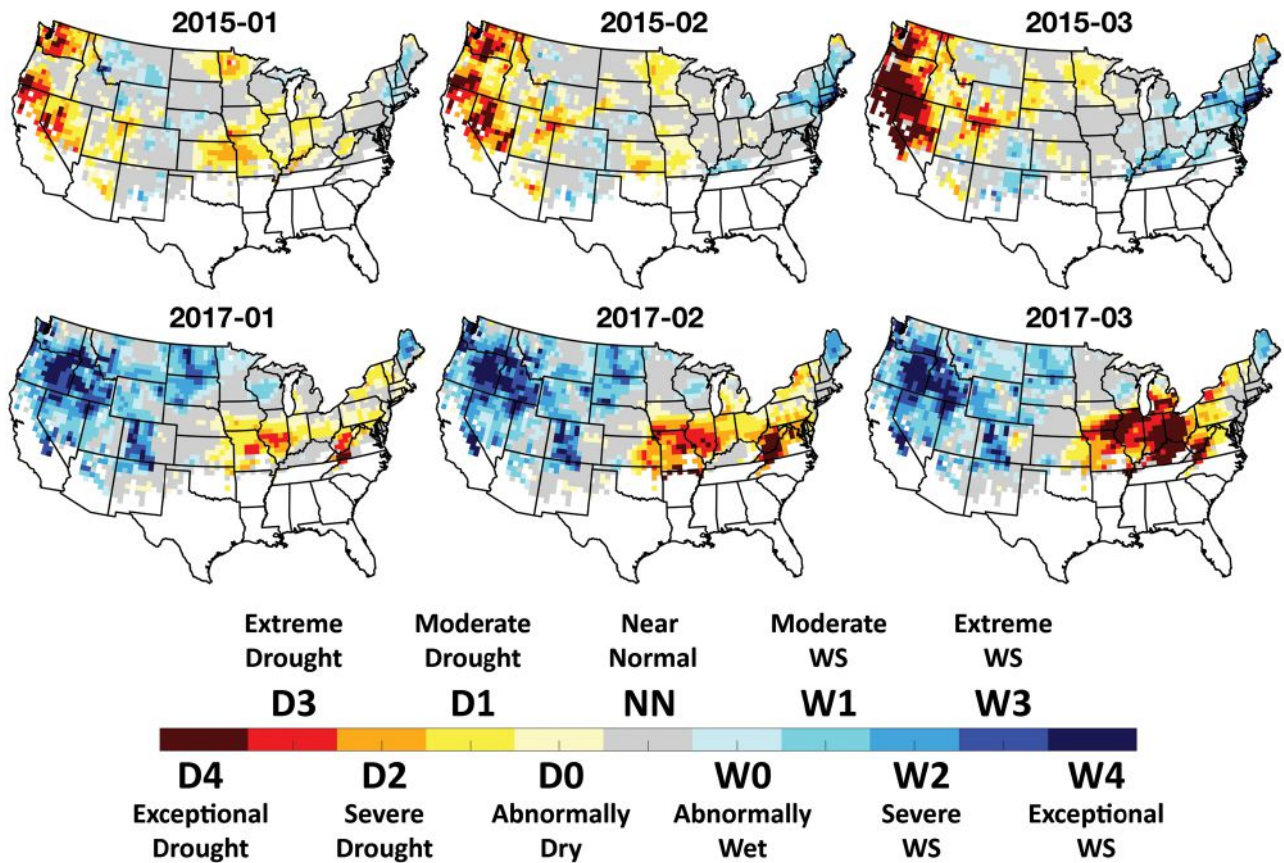 2015-01
2015-02
2015-03
2017-01
2017-02
2017-03
Extreme Moderate Near Moderate Extreme
Drought Drought Normal WS WS
D3 D1 NN W1 W3
D4 D2 D0 W0 W2 W4
Exceptional Severe Abnormally Abnormally Severe Exceptional
Drought Drought Dry Wet WS WS